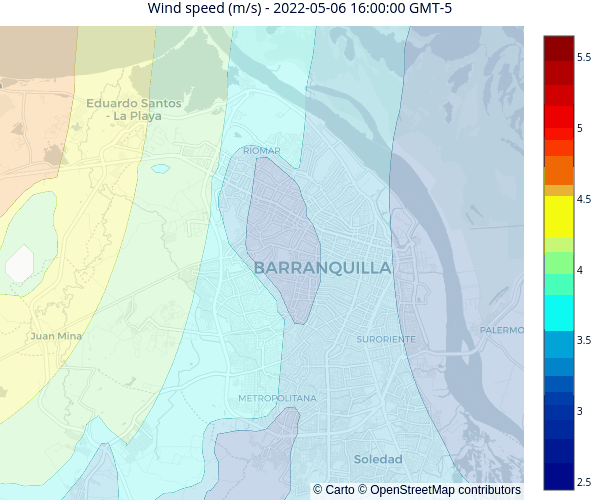 Wind speed (m/s) - 2022-05-06 16:00:00 GMT-5
5.5
5
4.5
4
3.5
3
2.5
Eduardo Santos
- La Playa
RIOMAR
BARRANQUILLA
Juan Mina
SURORIENTE
PALERMO
METROPOLITANA
Soledad
© Carto © OpenStreetMap contributors